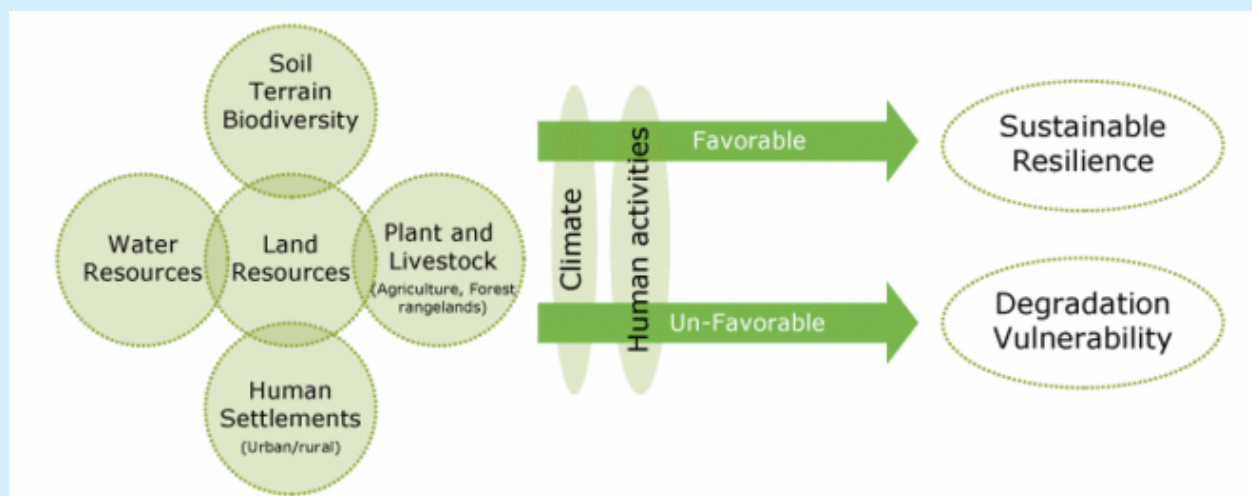 Soil
Terrain
Biodiversity
Water
Resources
Land
Resources
Plant and
Livestock
(Agriculture, Forest
rangelands)
Human
Settlements
(Urban/rural)
Climate
Human activities
Favorable
Un-Favorable
Sustainable
Resilience
Degradation
Vulnerability